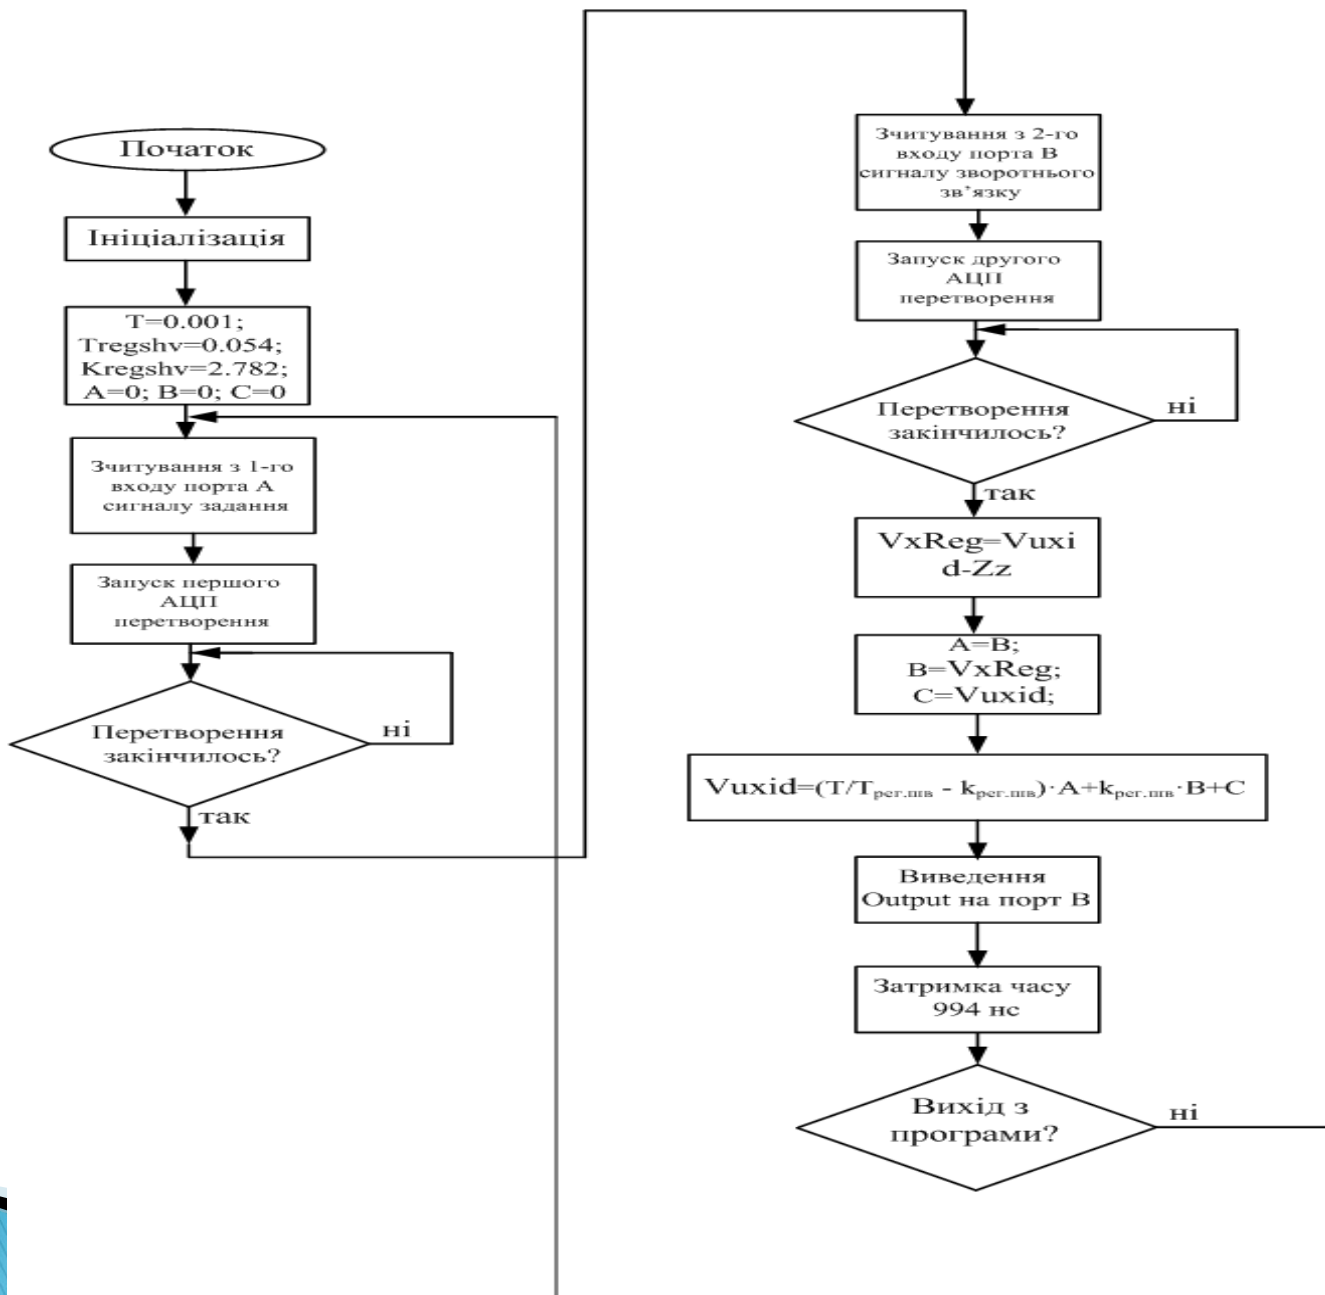 Початок
Ініціалізація
T=0.001;
Tregshv=0.054;
Kregshv=2.782;
A=0; B=0; C=0
Зчитування з 1-го
входу порта А
сигналу задання
Запуск першого
АЦП
перетворення
Перетворення
закінчилось?
ні
так
Зчитування з 2-го
входу порта В
сигналу зворотнього
зв’язку
Запуск другого
АЦП
перетворення
Перетворення
закінчилось?
ні
так
VxReg=Vuxi
d-Zz
A=B;
B=VxReg;
C=Vuxid;
Vuxid=(T/Tрег.шв - kрег.шв)·A+kрег.шв·B+C
Виведення
Output на порт В
Затримка часу
994 нс
Вихід з
програми?
ні